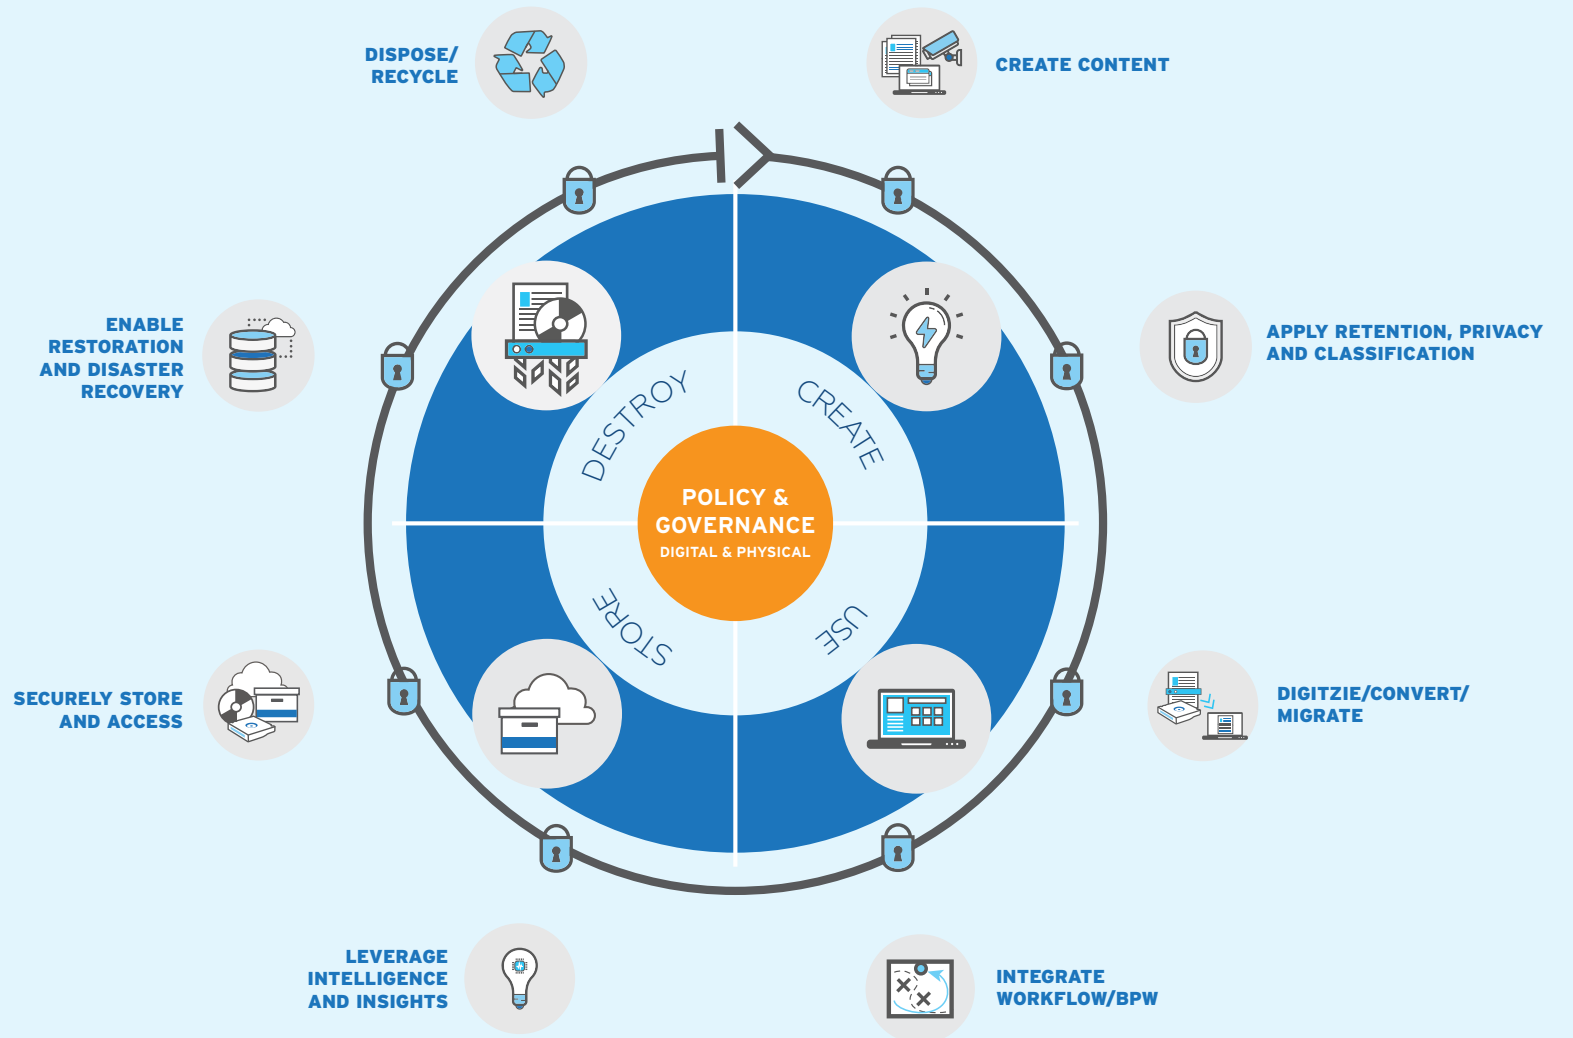 DISPOSE/
RECYCLE
CREATE CONTENT
ENABLE
RESTORATION
AND DISASTER
RECOVERY
APPLY RETENTION, PRIVACY
AND CLASSIFICATION
DESTROY
CREATE
POLICY &
GOVERNANCE
DIGITAL & PHYSICAL
STORE
USE
SECURELY STORE
AND ACCESS
DIGITZIE/CONVERT/
MIGRATE
LEVERAGE
INTELLIGENCE
AND INSIGHTS
INTEGRATE
WORKFLOW/BPW